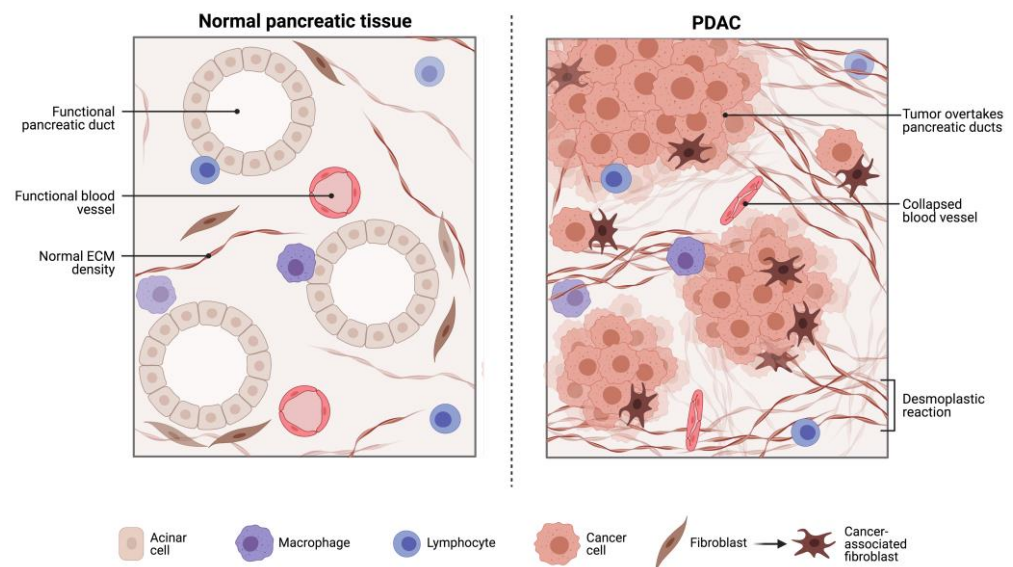 Normal pancreatic tissue
PDAC
Functional
pancreatic duct
Functional blood
vessel
Normal ECM
density
Tumor overtakes
pancreatic ducts
Collapsed
blood vessel
Desmoplastic
reaction
Acinar
cell
Macrophage
Lymphocyte
Cancer
cell
Fibroblast
Cancer-
associated
fibroblast